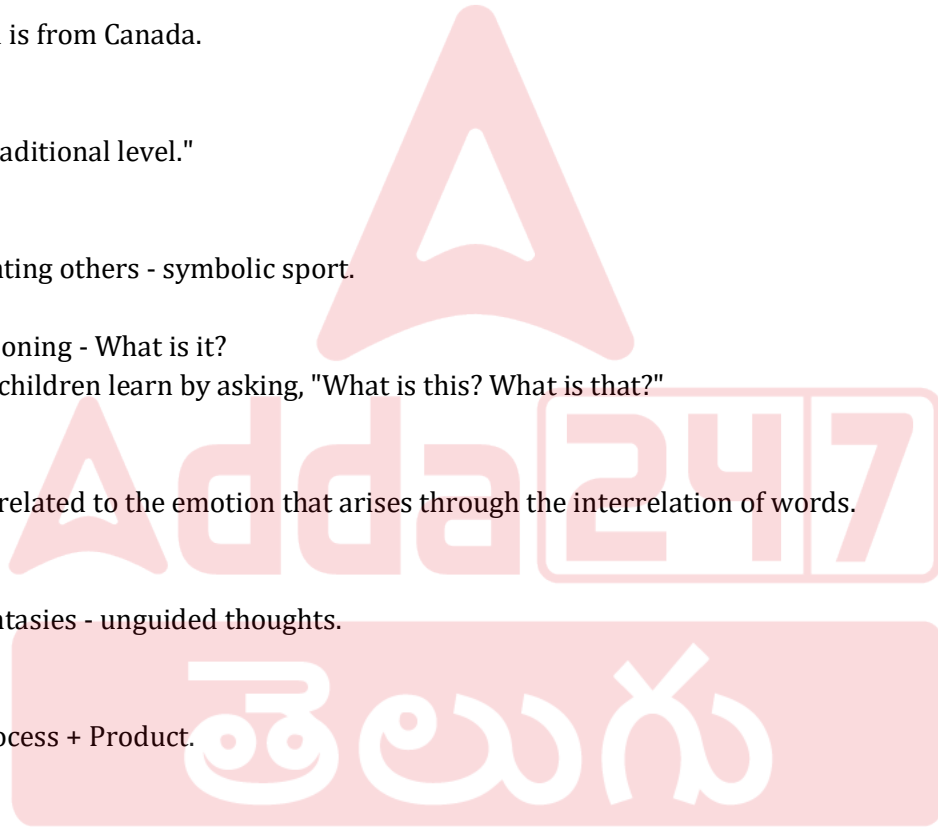 is from Canada.
aditional level."
ting others - symbolic sport.
oning - What is it?
children learn by asking, "What is this? What is that?"
related to the emotion that arises through the interrelation of words.
Adda247
tasies - unguided thoughts.
తెలుగు
ocess + Product.